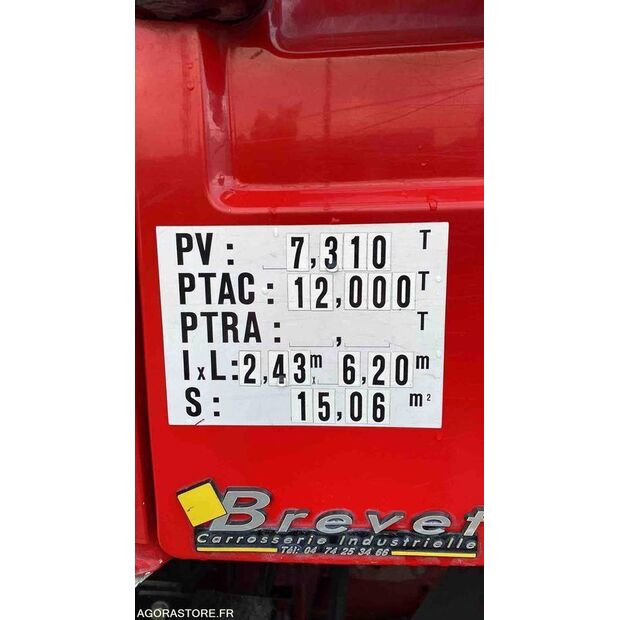 PV: 7,310 T
PTAC: 12,000 T
PTRA: , T
IxL: 2,43 m x 6,20 m
S: 15,06 m²
Brevet
Carrosserie Industrielle
Tél: 04 74 25 34 66
AGORASTORE.FR